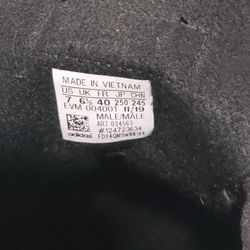 MADE IN VIETNAM
US UK FR JP CHN
7 6½ 40 250 245
EVM 004001 11/19
MALE/MALE
ART 034563
#124723634
adidas